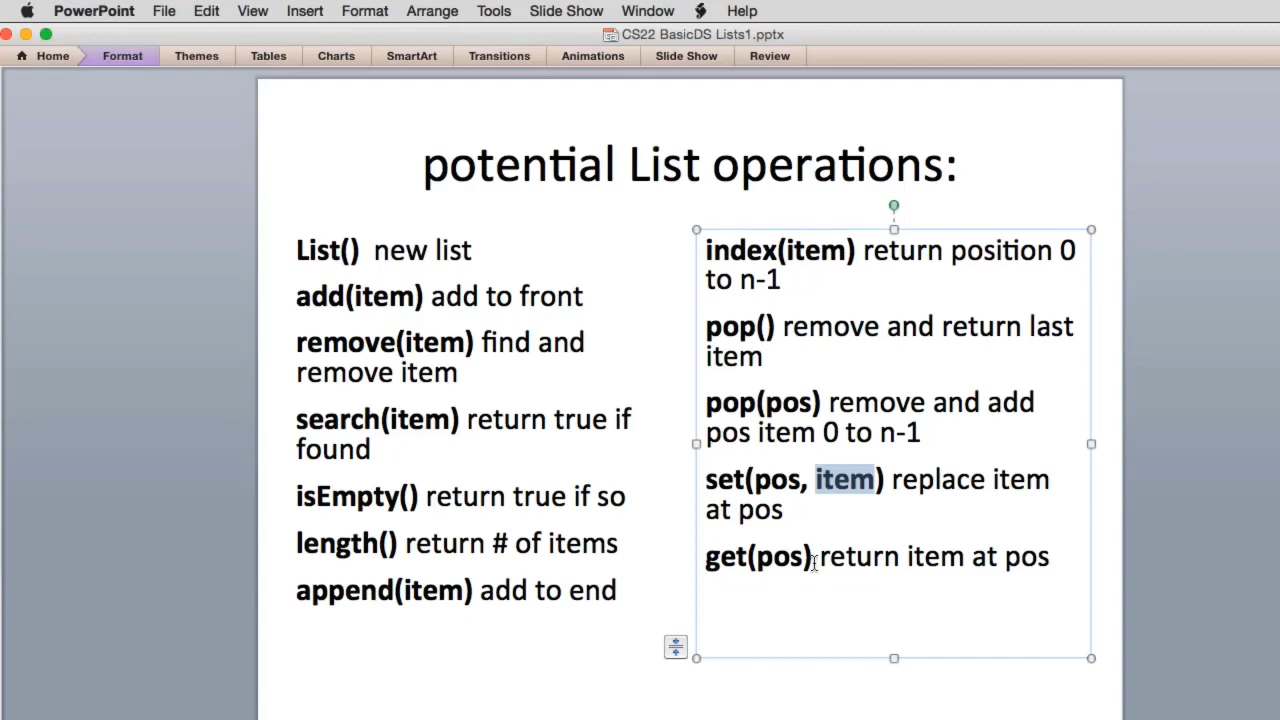 PowerPoint File Edit View Insert Format Arrange Tools Slide Show Window Help
CS22 BasicDS Lists1.pptx
Home Format Themes Tables Charts SmartArt Transitions Animations Slide Show Review
potential List operations:
List() new list
add(item) add to front
remove(item) find and
remove item
search(item) return true if
found
isEmpty() return true if so
length() return # of items
append(item) add to end
index(item) return position 0
to n-1
pop() remove and return last
item
pop(pos) remove and add
pos item 0 to n-1
set(pos, item) replace item
at pos
get(pos) return item at pos